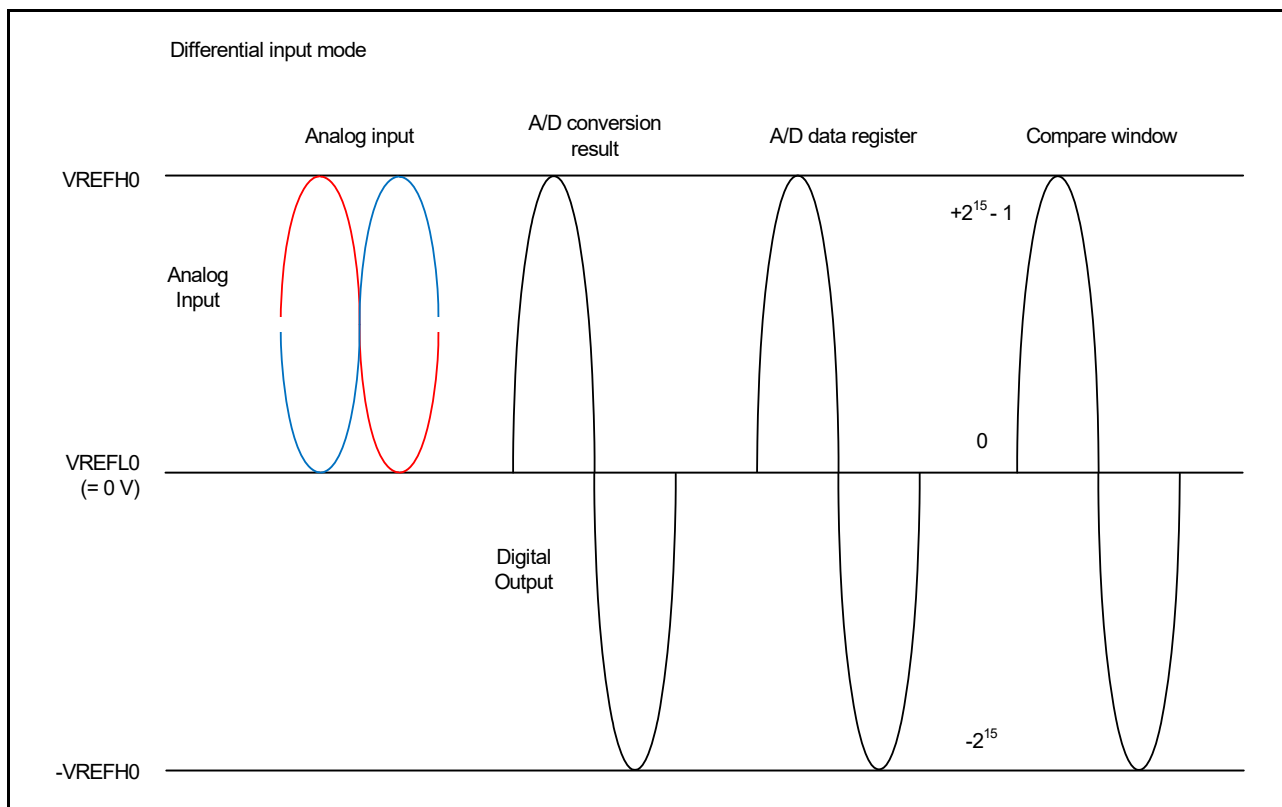 Differential input mode
Analog input
A/D conversion
result
A/D data register
Compare window
VREFH0
+2¹⁵ - 1
Analog
Input
0
VREFL0
(= 0 V)
Digital
Output
-2¹⁵
-VREFH0